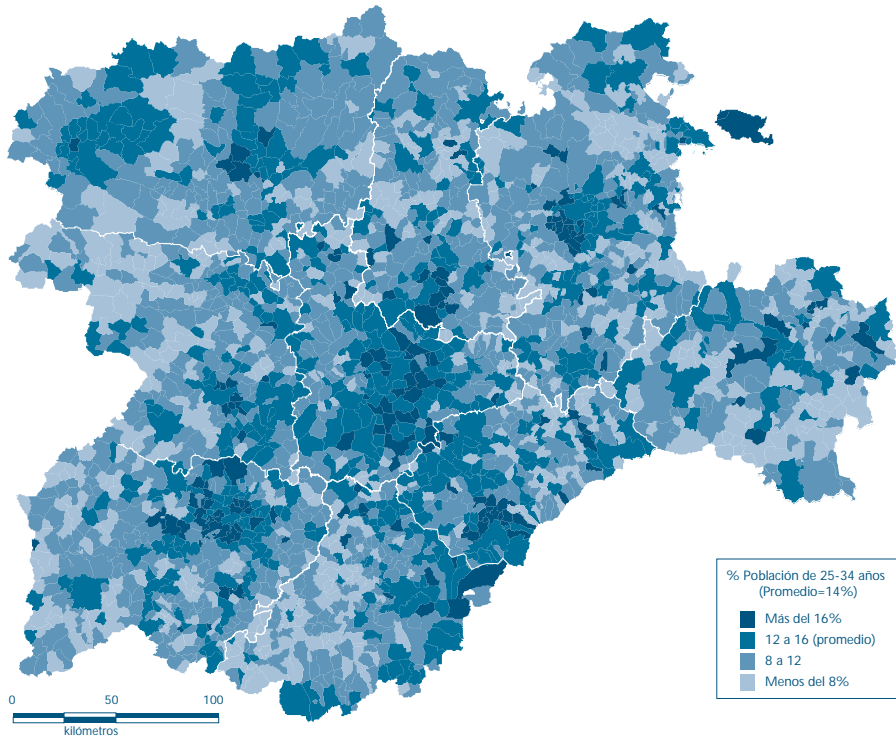 % Población de 25-34 años
(Promedio=14%)
Más del 16%
12 a 16 (promedio)
8 a 12
Menos del 8%
0 50 100
kilómetros